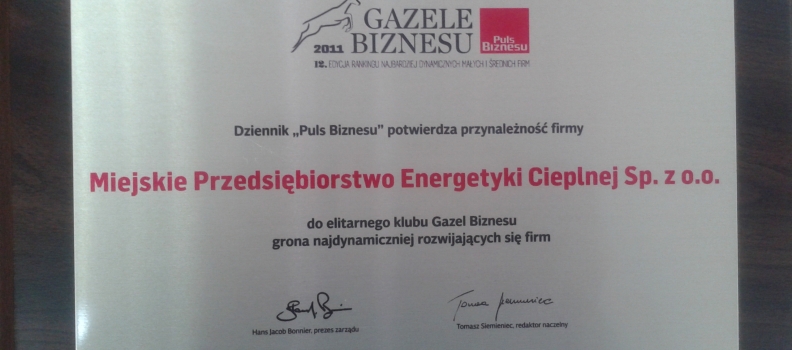 GAZELE
2011 BIZNESU
Puls
Biznesu
12. EDYCJA RANKINGU NAJBARDZIEJ DYNAMICZNYCH MAŁYCH I ŚREDNICH FIRM
Dziennik „Puls Biznesu” potwierdza przynależność firmy
Miejskie Przedsiębiorstwo Energetyki Cieplnej Sp. z o.o.
do elitarnego klubu Gazel Biznesu
grona najdynamiczniej rozwijających się firm
Hans Jacob Bonnier, prezes zarządu
Tomasz Siemieniec, redaktor naczelny